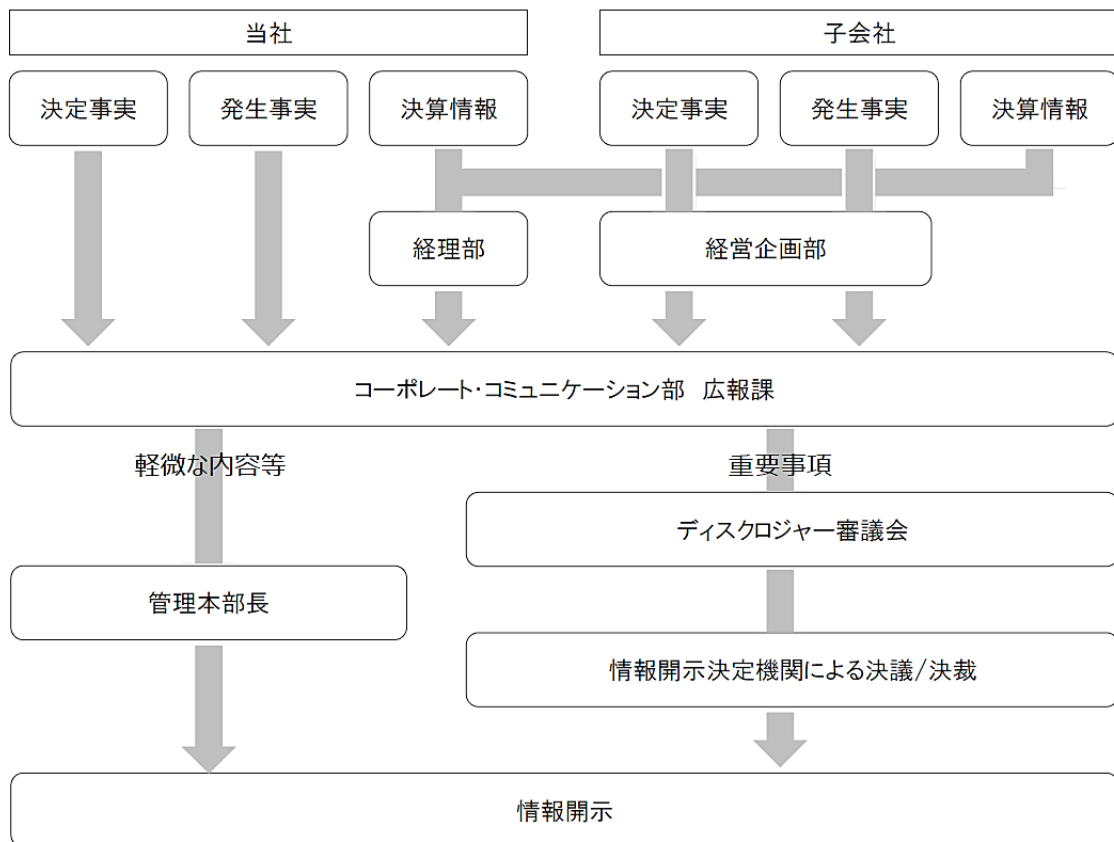 当社
子会社
決定事実
発生事実
決算情報
決定事実
発生事実
決算情報
経理部
経営企画部
コーポレート・コミュニケーション部 広報課
軽微な内容等
重要事項
ディスクロジャー審議会
管理本部長
情報開示決定機関による決議/決裁
情報開示